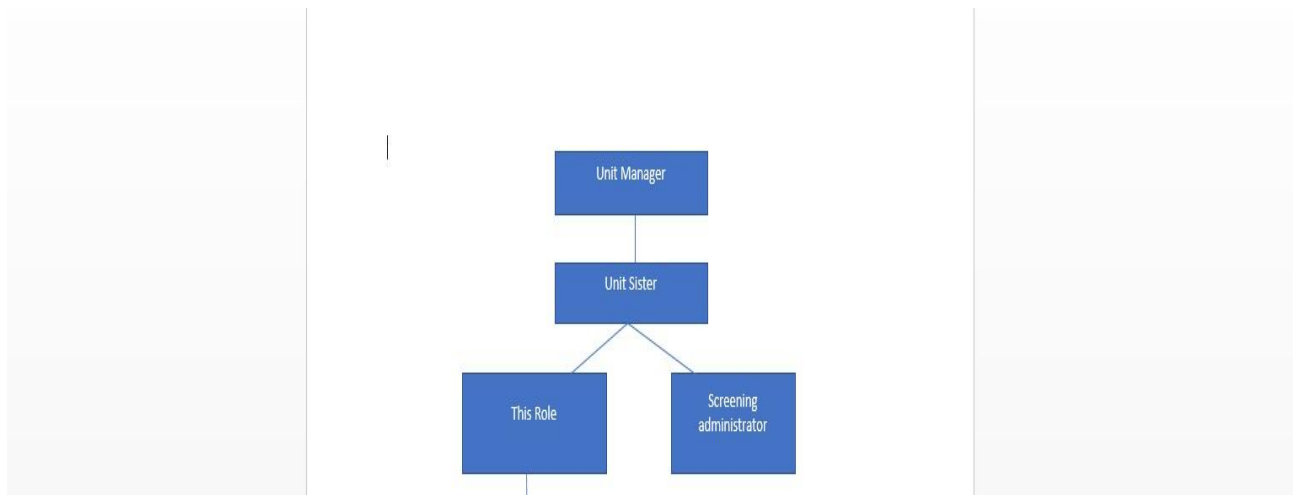 Unit Manager
Unit Sister
This Role
Screening
administrator